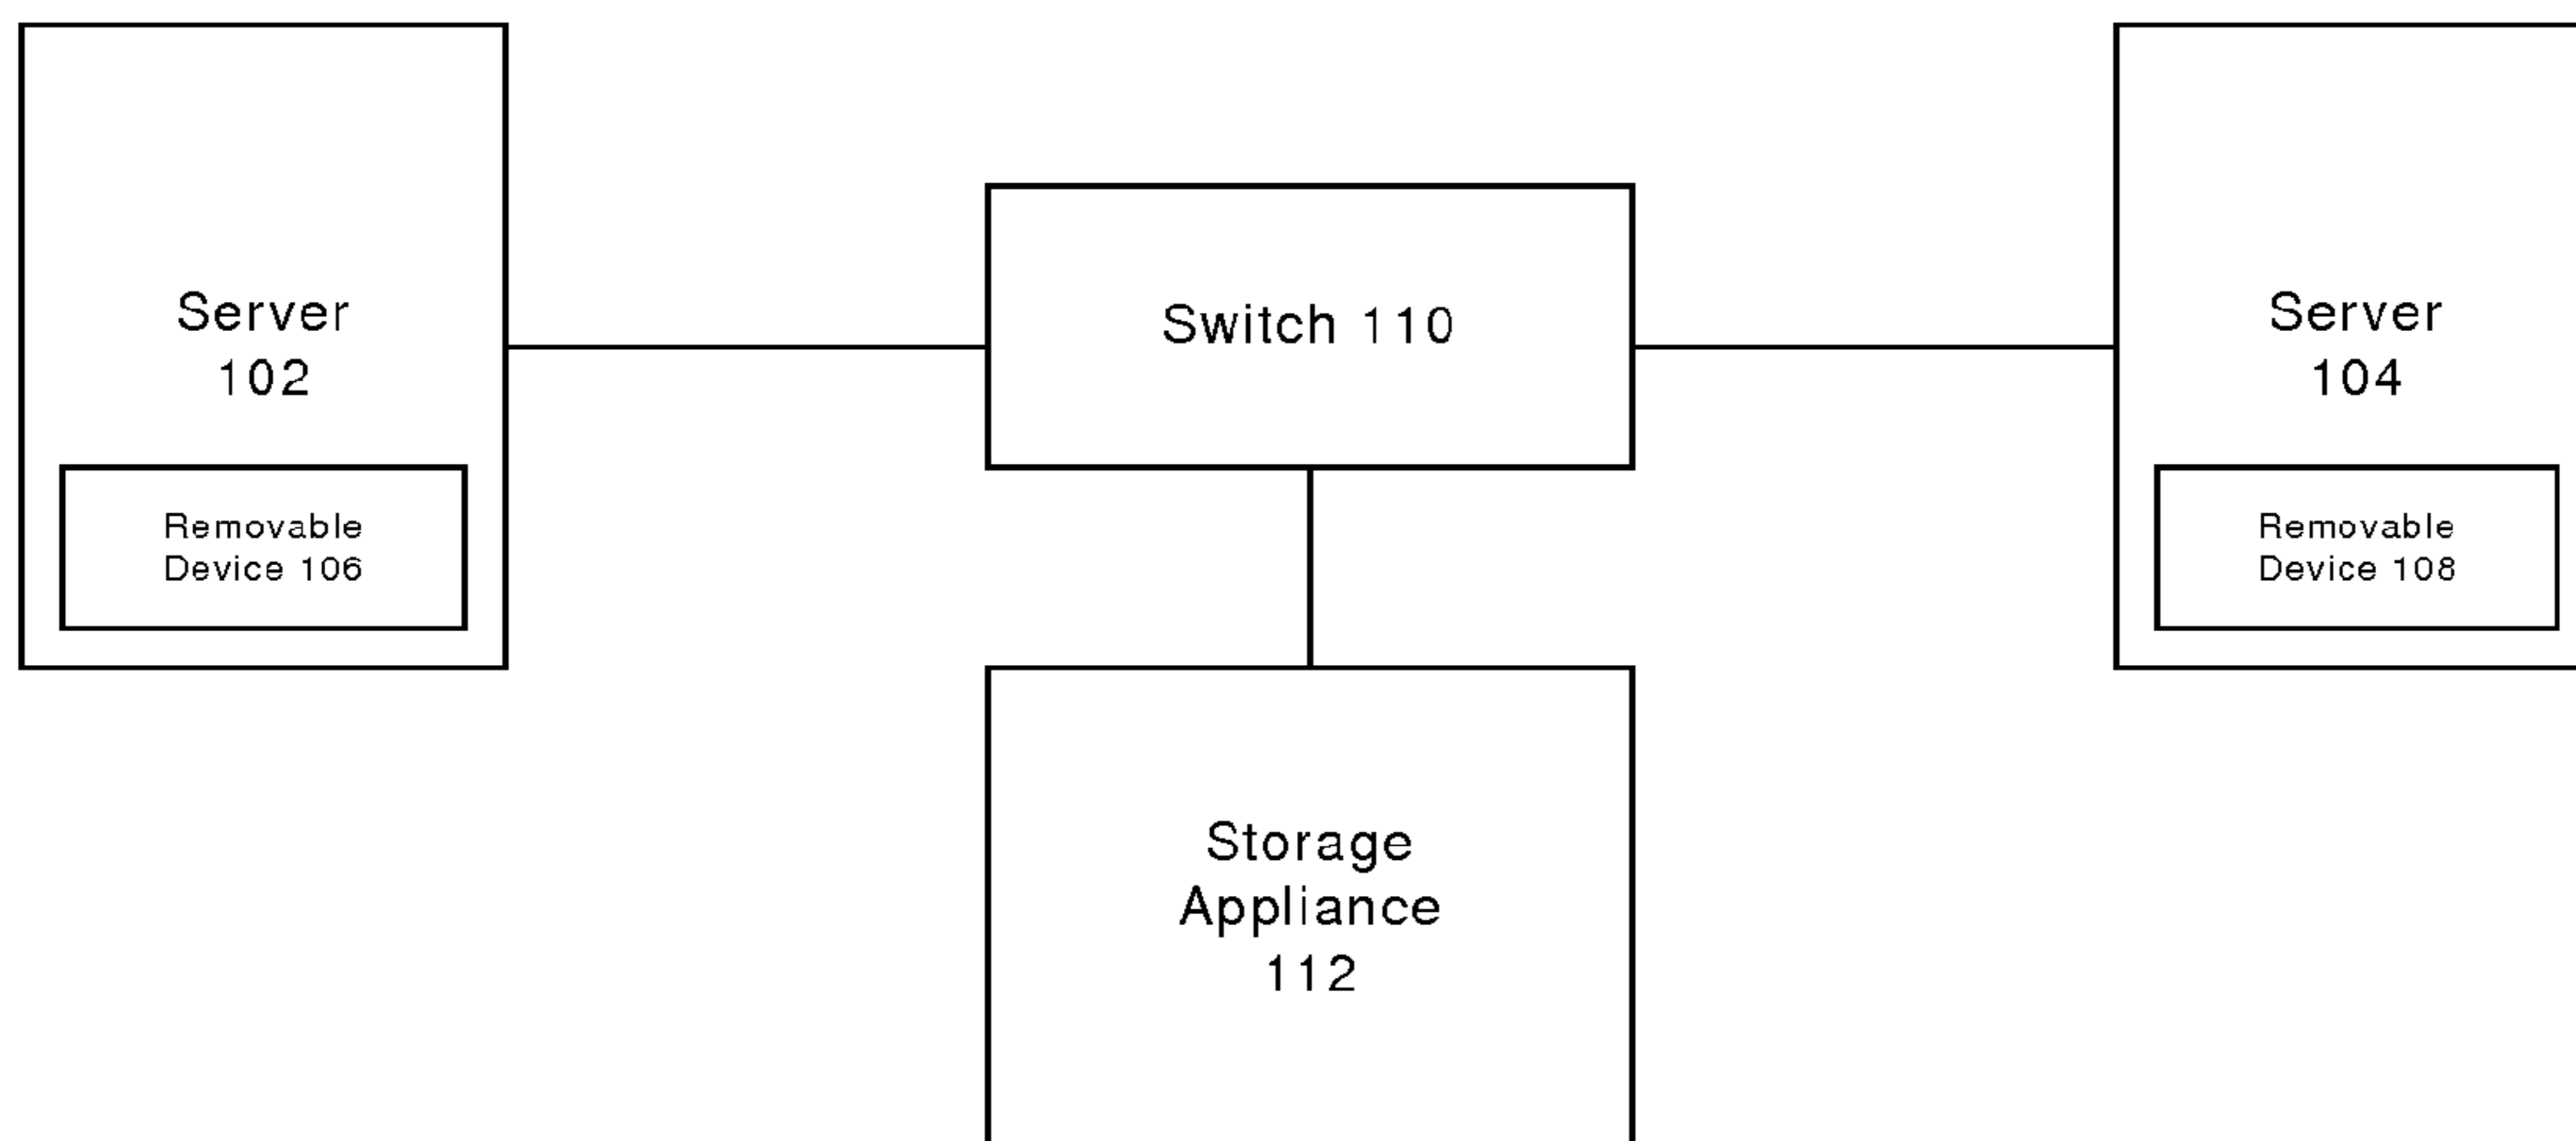 Server
102
Removable
Device 106
Switch 110
Server
104
Removable
Device 108
Storage
Appliance
112